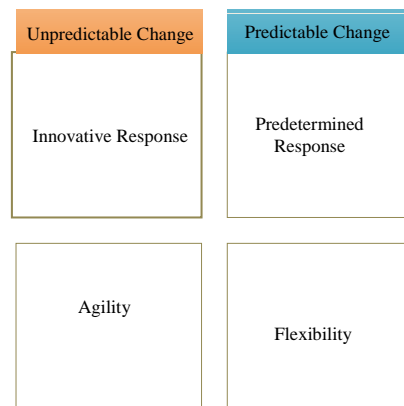 Unpredictable Change
Predictable Change
Innovative Response
Predetermined
Response
Agility
Flexibility